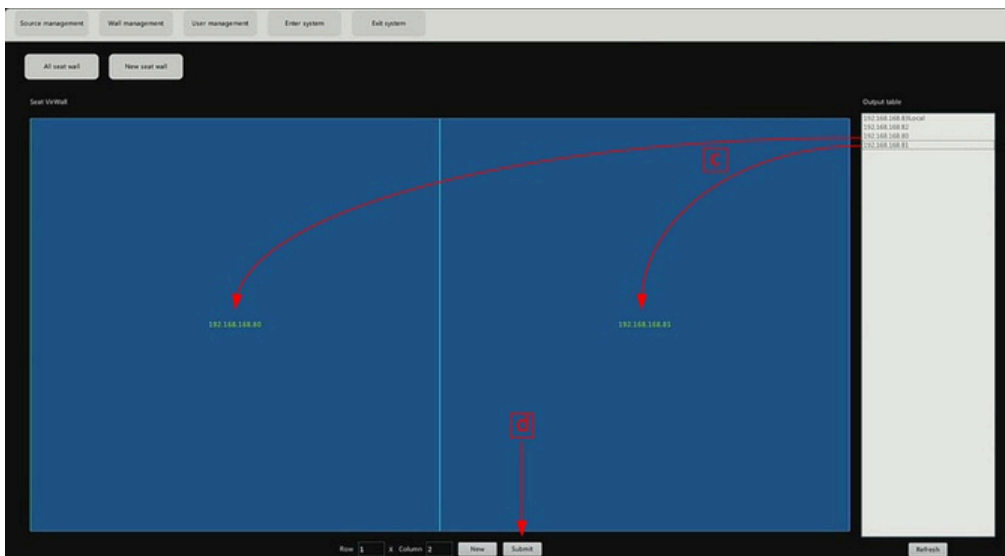 Source management Wall management User management Enter system Exit system
All seat wall New seat wall
Seat VirWall Output table
192.168.168.83\Local
192.168.168.82
192.168.168.80
192.168.168.81
c
192.168.168.80 192.168.168.81
d
Row 1 X Column 2 New Submit Refresh